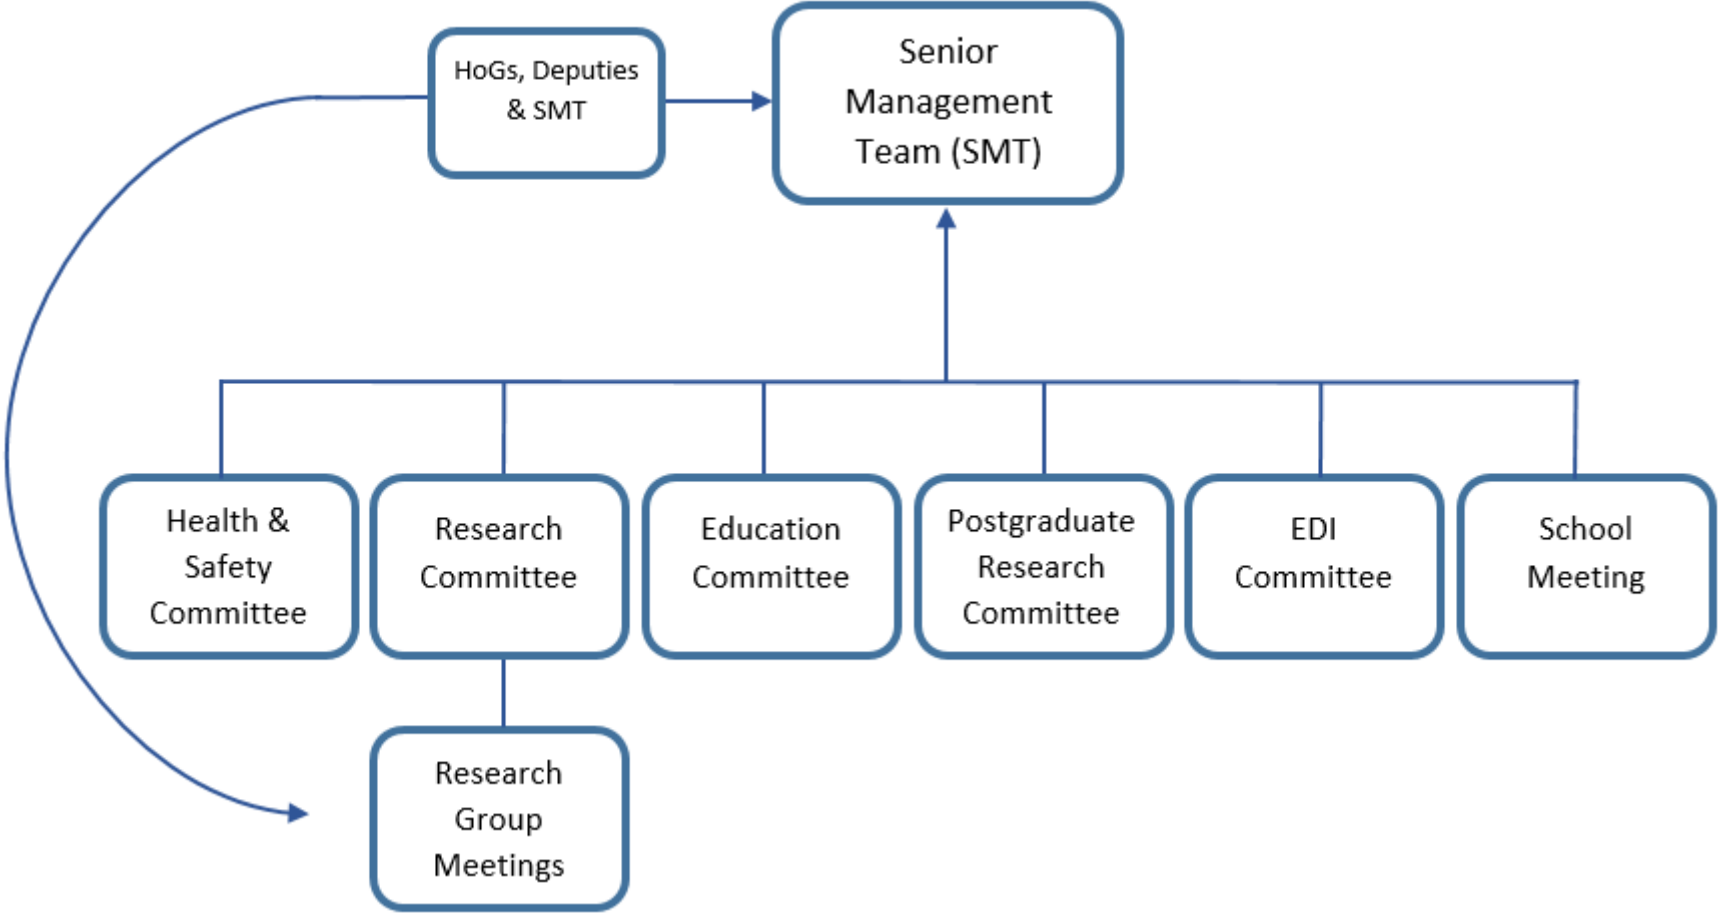 HoGs, Deputies
& SMT
Senior
Management
Team (SMT)
Health &
Safety
Committee
Research
Committee
Education
Committee
Postgraduate
Research
Committee
EDI
Committee
School
Meeting
Research
Group
Meetings